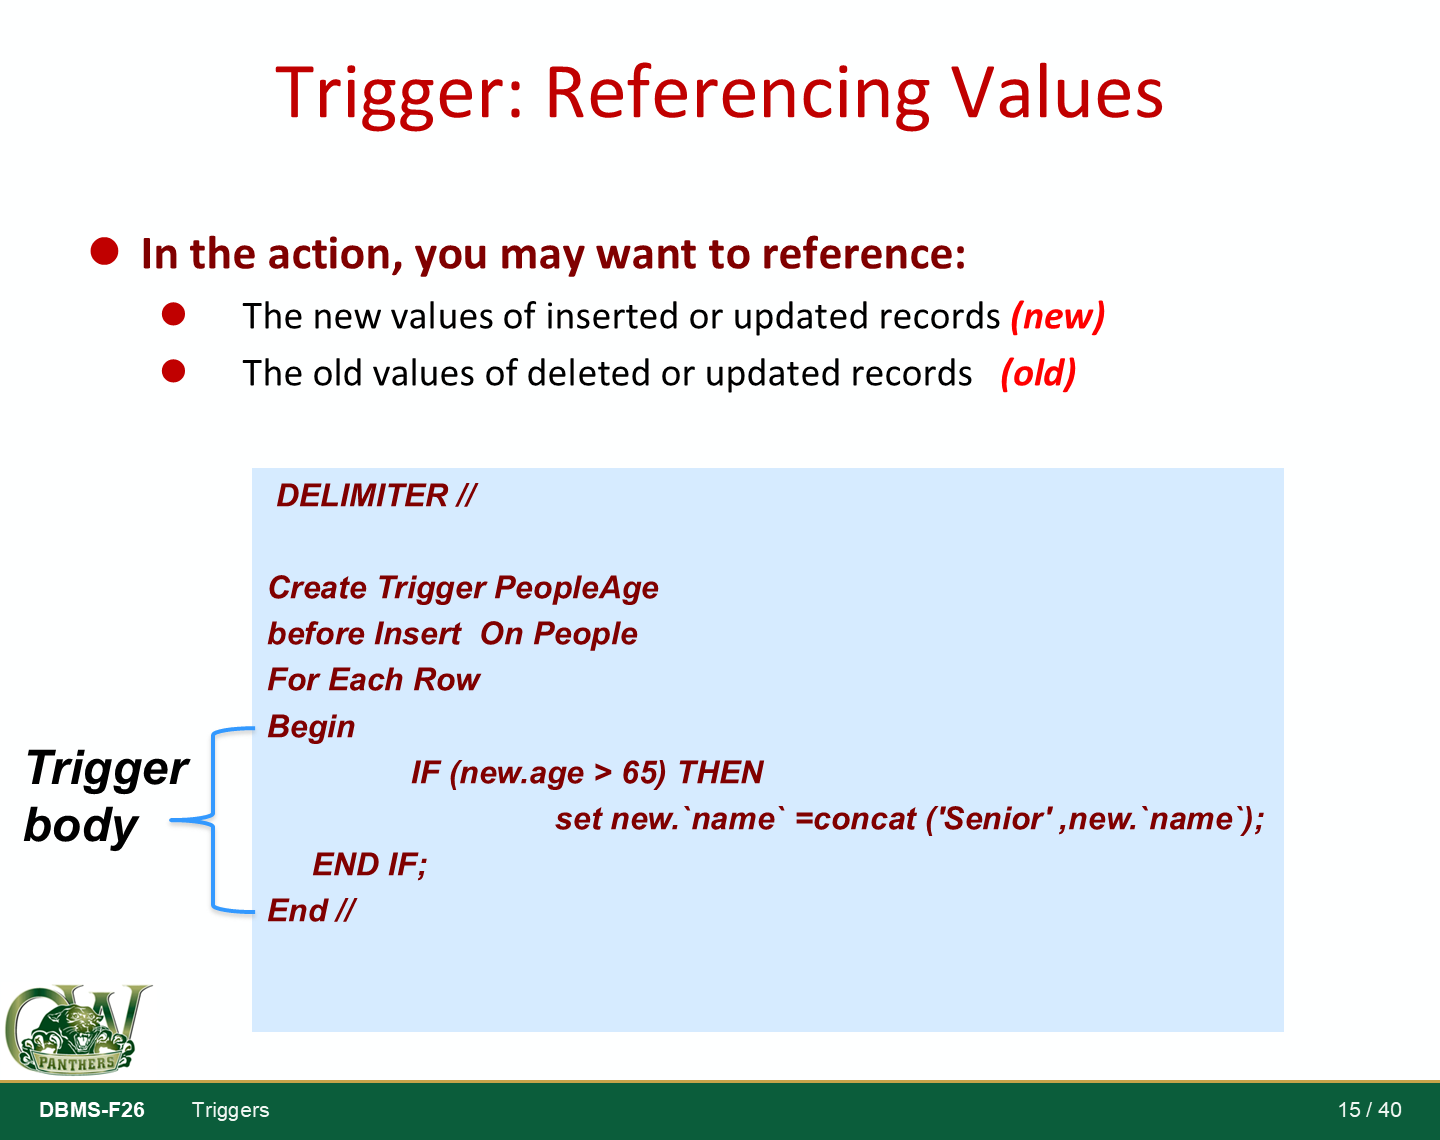 Trigger: Referencing Values
In the action, you may want to reference:
The new values of inserted or updated records (new)
The old values of deleted or updated records (old)
DELIMITER //
Create Trigger PeopleAge
before Insert On People
For Each Row
Begin
IF (new.age > 65) THEN
set new.`name` =concat ('Senior' ,new.`name`);
END IF;
End //
Trigger
body
CW
PANTHERS
DBMS-F26 Triggers 15 / 40